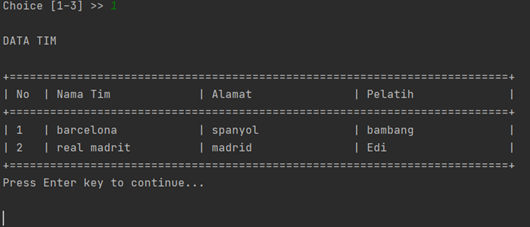 Choice [1-3] >> 1
DATA TIM
+==========================================================================+
| No | Nama Tim | Alamat | Pelatih |
+==========================================================================+
| 1 | barcelona | spanyol | bambang |
| 2 | real madrit | madrid | Edi |
+==========================================================================+
Press Enter key to continue...